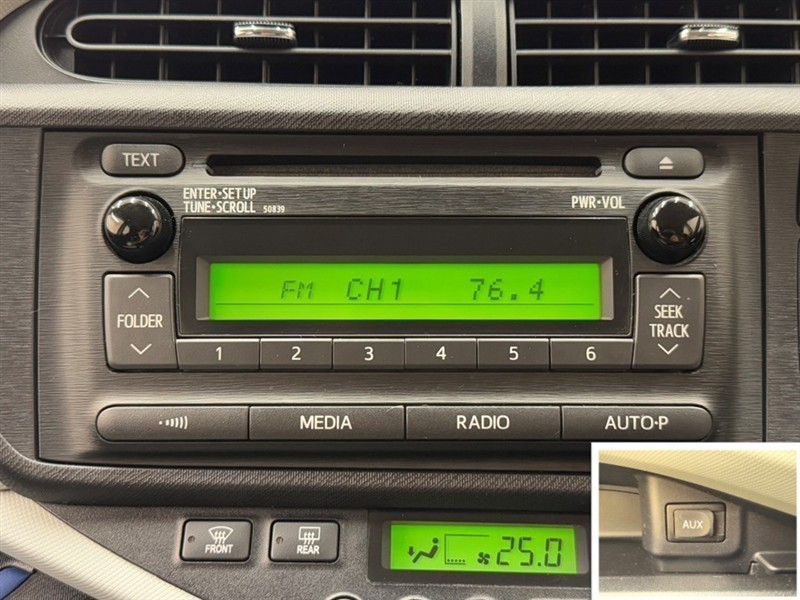 TEXT
ENTER•SETUP
TUNE•SCROLL 50839
PWR•VOL
FM CH1 76.4
FOLDER
SEEK
TRACK
1 2 3 4 5 6
MEDIA RADIO AUTO•P
FRONT REAR
25.0
AUX